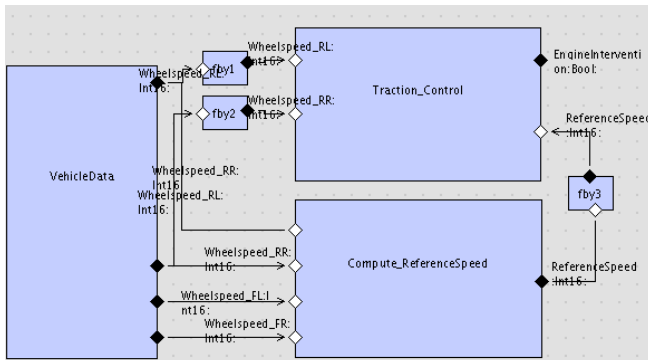 Wheelspeed_RL:
Int16:
EngineInterventi
on:Bool:
Wheelspeed_RL:
Int16:
fby1
Traction_Control
Wheelspeed_RR:
Int16:
fby2
ReferenceSpeed
:Int16:
VehicleData
Wheelspeed_RR:
Int16
Wheelspeed_RL:
Int16:
fby3
Wheelspeed_RR:
Int16:
Compute_ReferenceSpeed
ReferenceSpeed
:Int16:
Wheelspeed_FL:I
nt16:
Wheelspeed_FR:
Int16: